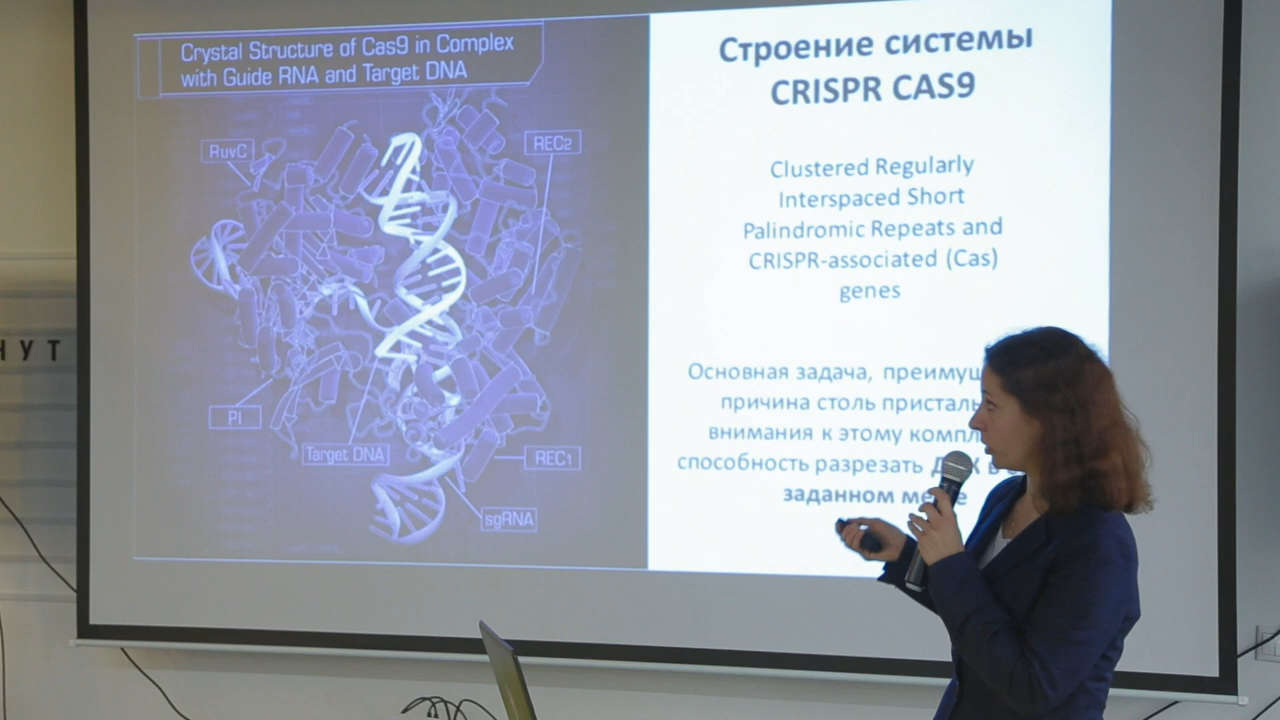 Crystal Structure of Cas9 in Complex
with Guide RNA and Target DNA
RuvC
REC2
PI
Target DNA
REC1
sgRNA
Строение системы
CRISPR CAS9
Clustered Regularly
Interspaced Short
Palindromic Repeats and
CRISPR-associated (Cas)
genes
Основная задача,
причина столь
внимания к этому
способность разрезать
заданном
НУТ